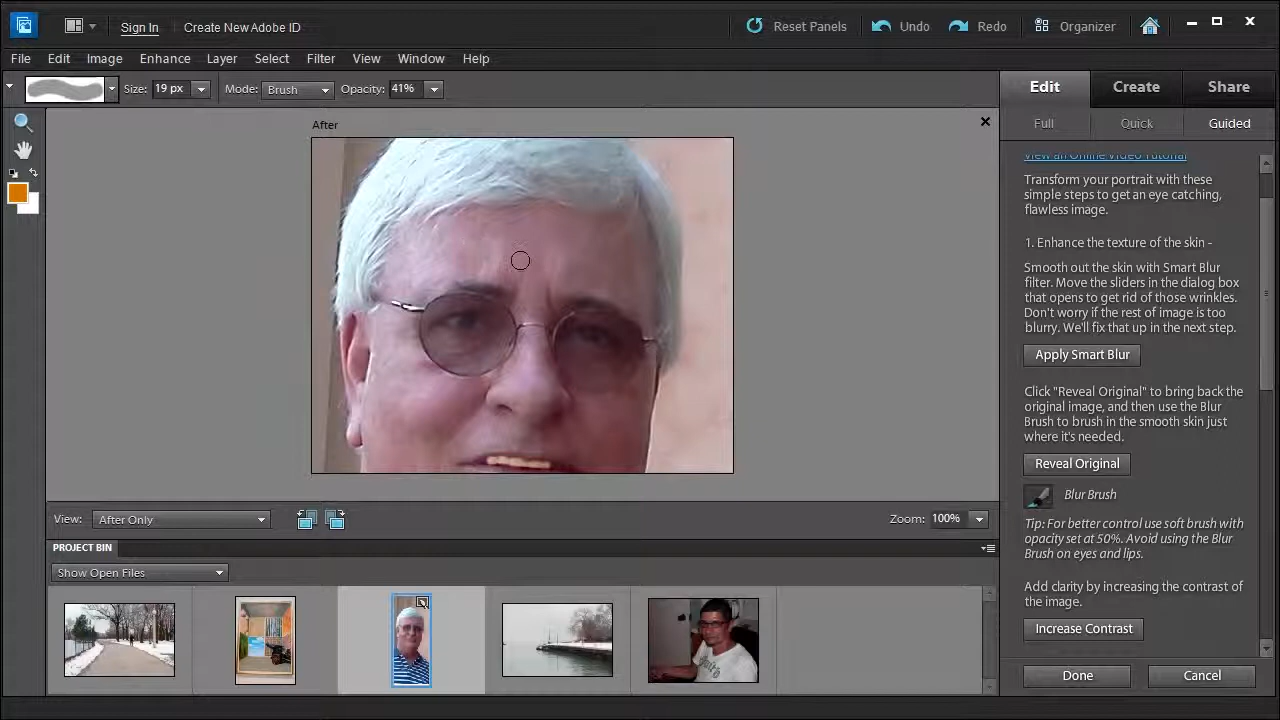 Sign In
Create New Adobe ID
Reset Panels
Undo
Redo
Organizer
File Edit Image Enhance Layer Select Filter View Window Help
Size: 19 px
Mode: Brush
Opacity: 41%
Edit
Create
Share
Full
Quick
Guided
After
View an Online Video Tutorial
Transform your portrait with these
simple steps to get an eye catching,
flawless image.
1. Enhance the texture of the skin -
Smooth out the skin with Smart Blur
filter. Move the sliders in the dialog box
that opens to get rid of those wrinkles.
Don't worry if the rest of image is too
blurry. We'll fix that up in the next step.
Apply Smart Blur
Click "Reveal Original" to bring back the
original image, and then use the Blur
Brush to brush in the smooth skin just
where it's needed.
Reveal Original
Blur Brush
Tip: For better control use soft brush with
opacity set at 50%. Avoid using the Blur
Brush on eyes and lips.
Add clarity by increasing the contrast of
the image.
Increase Contrast
Done
Cancel
View: After Only
Zoom: 100%
PROJECT BIN
Show Open Files